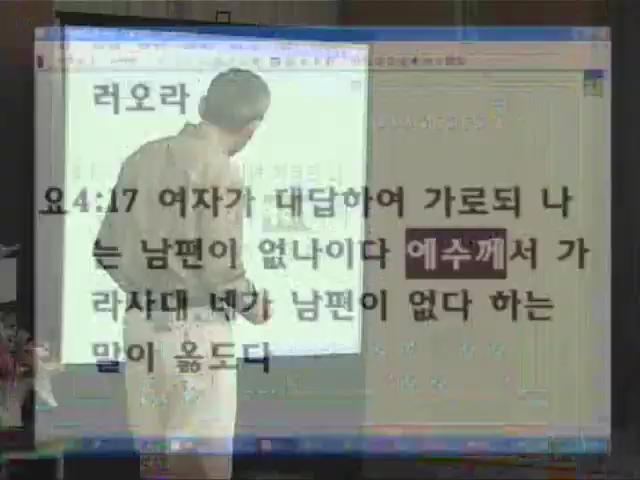 러오라
요4:17 여자가 대답하여 가로되 나
는 남편이 없나이다 예수께서 가
라사대 네가 남편이 없다 하는
말이 옳도다